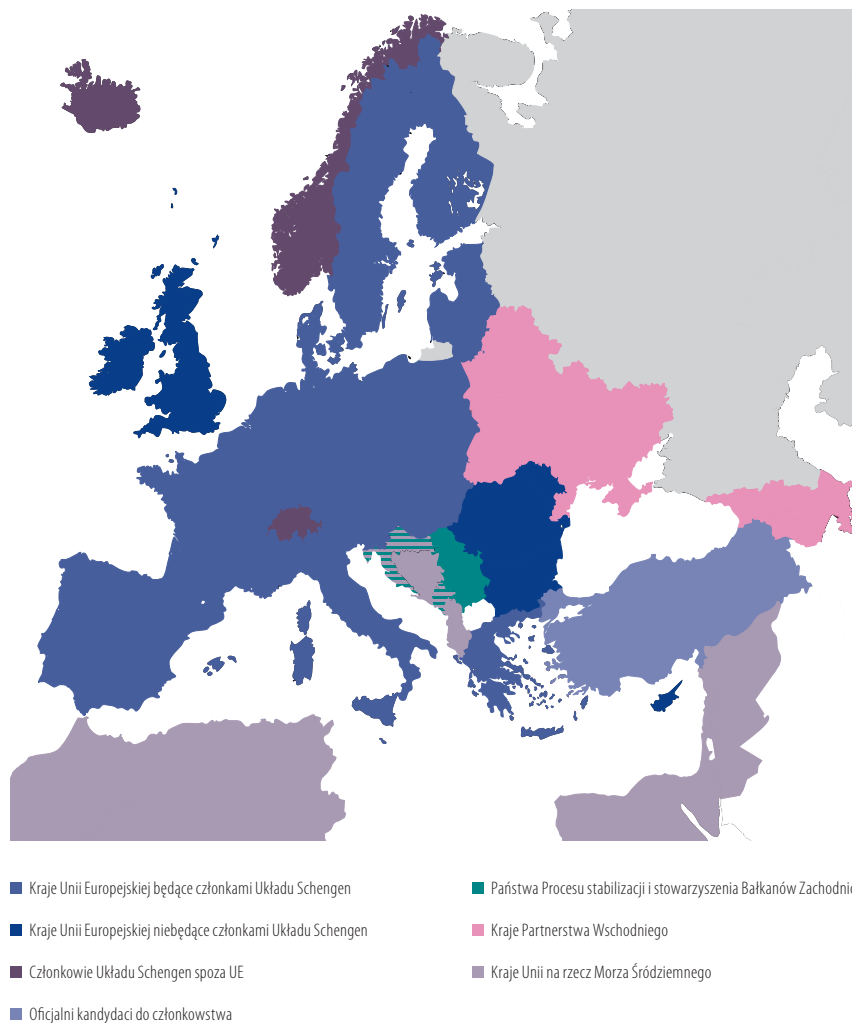 Kraje Unii Europejskiej będące członkami Układu Schengen
Kraje Unii Europejskiej niebędące członkami Układu Schengen
Członkowie Układu Schengen spoza UE
Oficjalni kandydaci do członkowstwa
Państwa Procesu stabilizacji i stowarzyszenia Bałkanów Zachodnic
Kraje Partnerstwa Wschodniego
Kraje Unii na rzecz Morza Śródziemnego